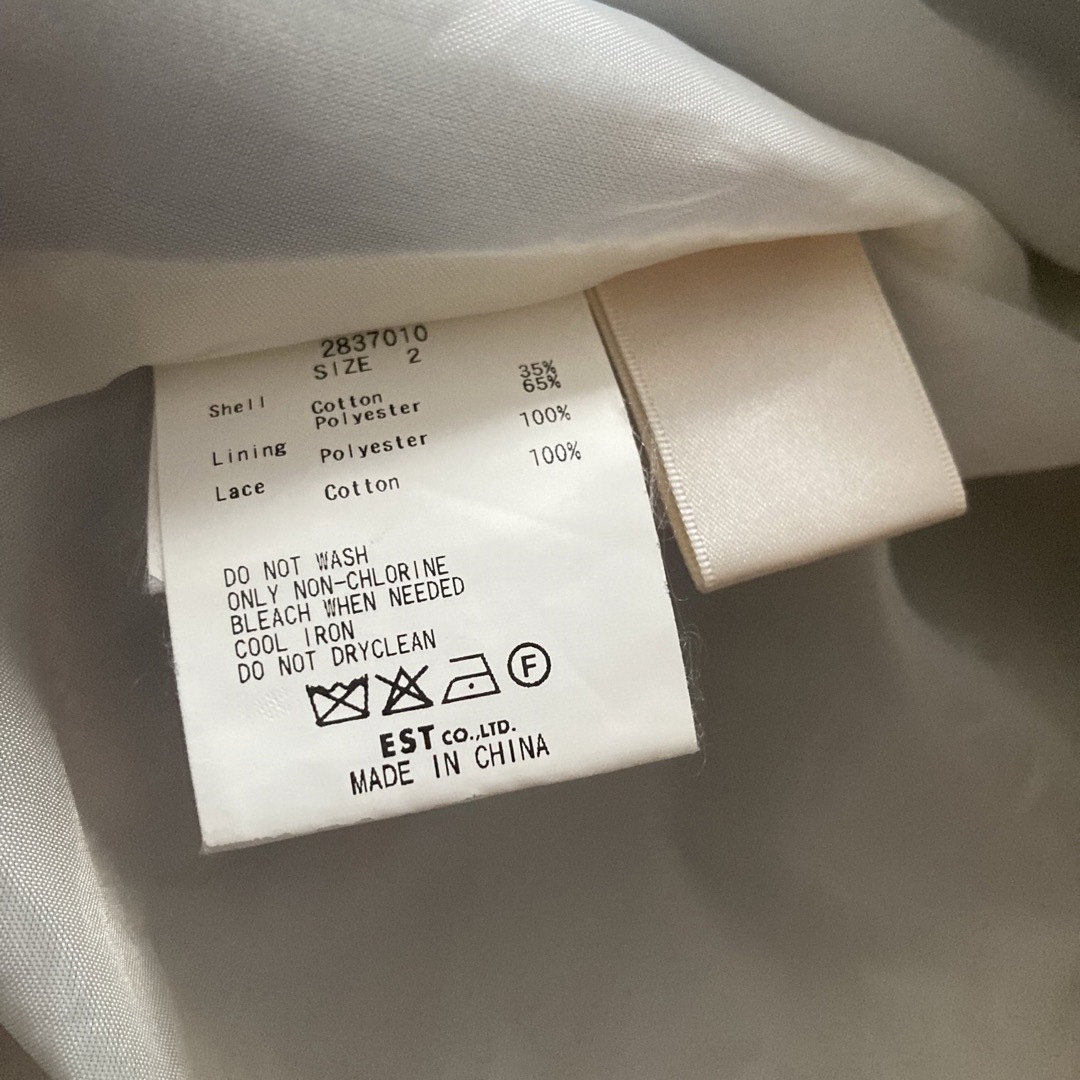 2837010
SIZE 2
Shell Cotton 35%
Polyester 65%
Lining Polyester 100%
Lace Cotton 100%
DO NOT WASH
ONLY NON-CHLORINE
BLEACH WHEN NEEDED
COOL IRON
DO NOT DRYCLEAN
F
EST CO.,LTD.
MADE IN CHINA